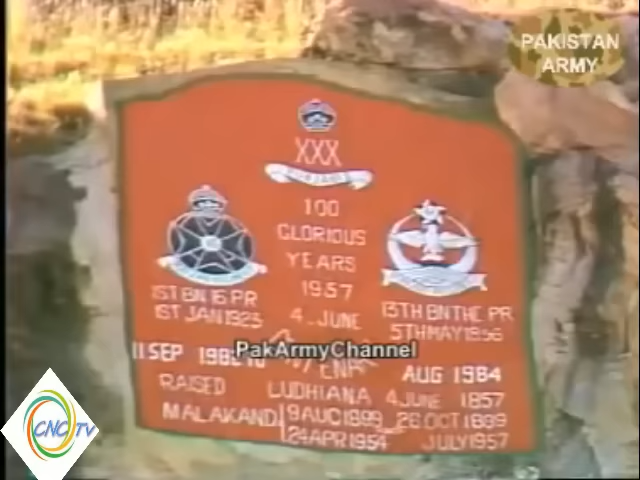 PAKISTAN
ARMY
XXX
100
GLORIOUS
YEARS
1957
4 JUNE
1ST BN 16 PR
1ST JAN 1923
13TH BN THE PR
5TH MAY 1956
11 SEP
PakArmyChannel
AUG 1984
RAISED LUDHIANA 4 JUNE 1857
MALAKAND 9 AUG 1899 26 OCT 1899
24 APR 1954 JULY 1957
CNC TV